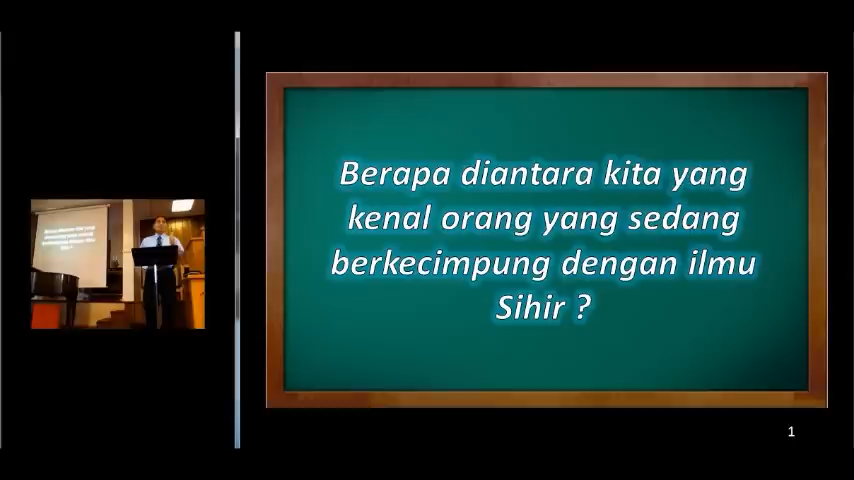 Berapa diantara kita yang
kenal orang yang sedang
berkecimpung dengan ilmu
Sihir ?
1